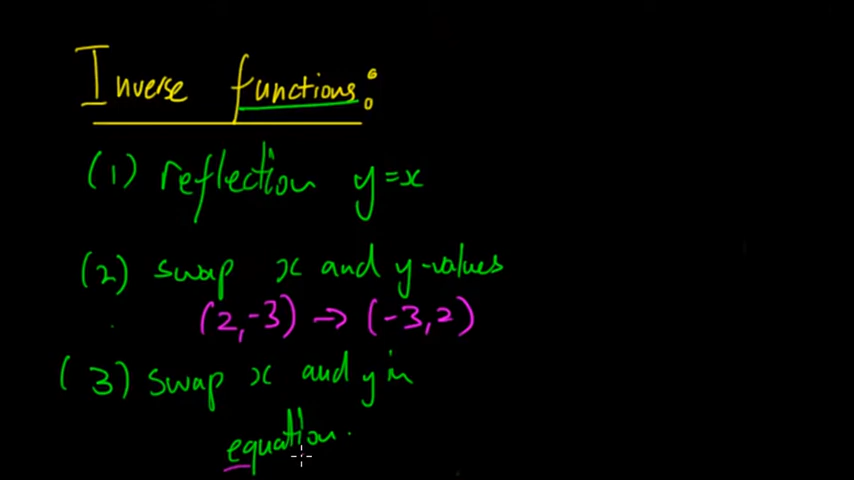 Inverse functions:
(1) reflection y=x
(2) swap x and y-values
(2,-3) → (-3,2)
(3) swap x and y in
equation.